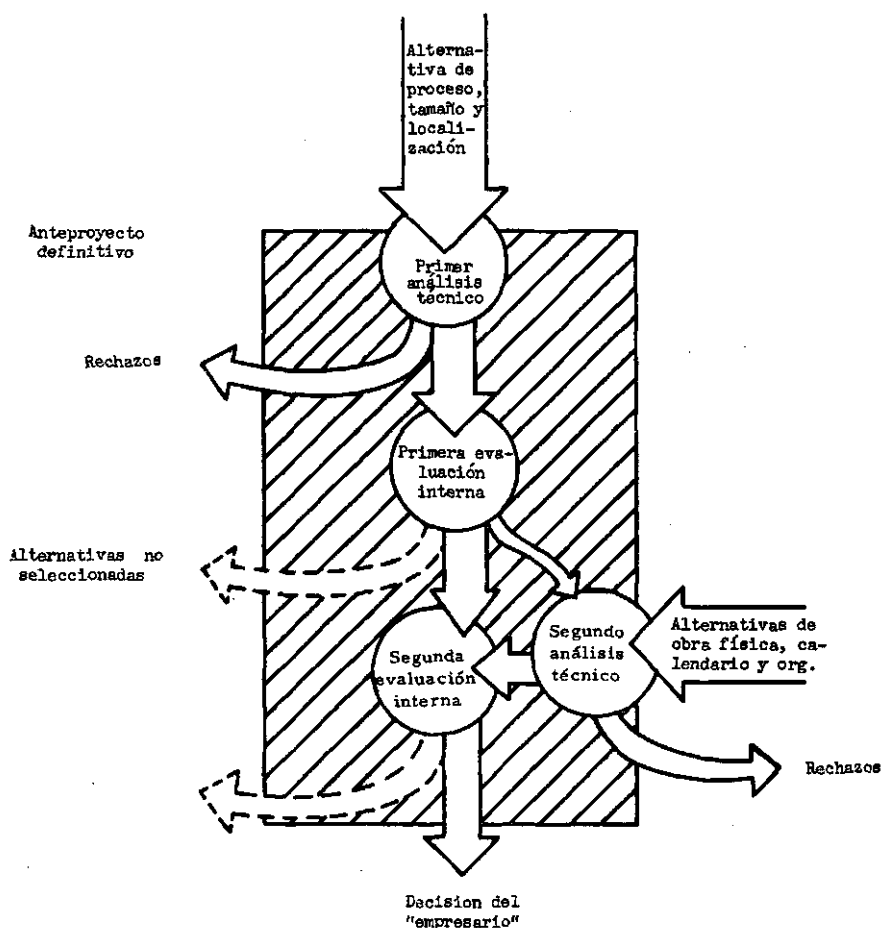 Alterna-
tiva de
proceso,
tamaño y
locali-
zación
Anteproyecto
definitivo
Primer
análisis
técnico
Rechazos
Primera eva-
luación
interna
Alternativas no
seleccionadas
Segunda
evaluación
interna
Segundo
análisis
técnico
Alternativas de
obra física, ca-
lendario y org.
Rechazos
Decision del
"empresario"